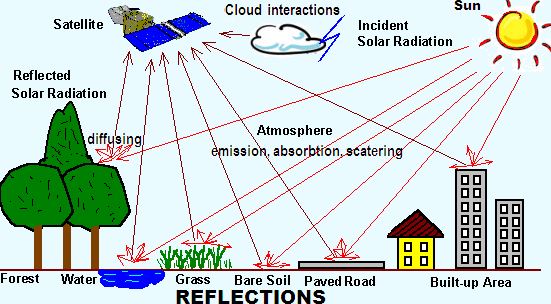 Sun
Cloud interactions
Satellite
Incident
Solar Radiation
Reflected
Solar Radiation
diffusing
Atmosphere
emission, absorbtion, scatering
Forest
Water
Grass
Bare Soil
Paved Road
Built-up Area
REFLECTIONS